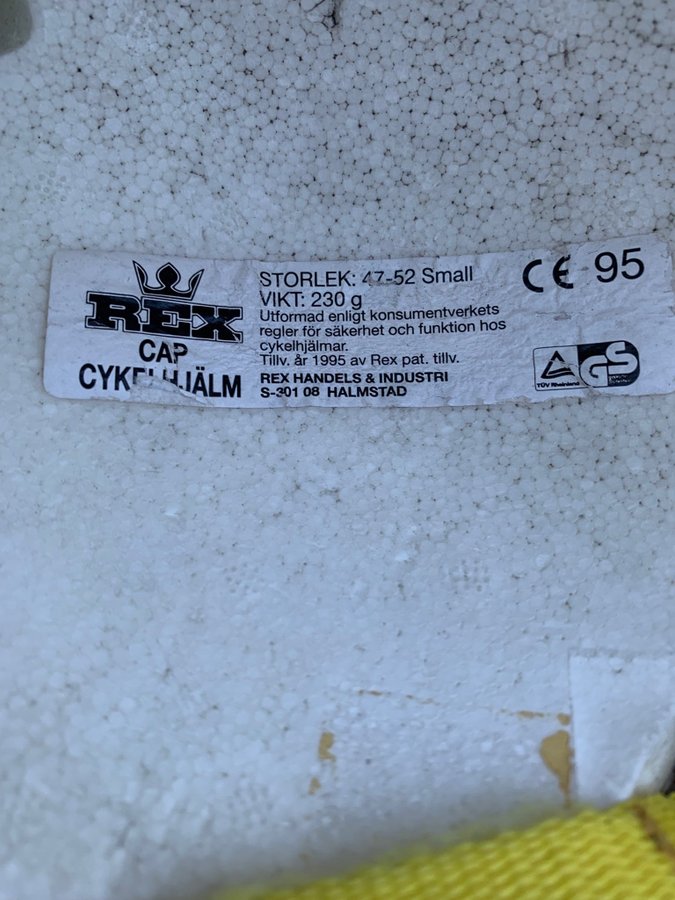 REX
CAP
CYKELHJÄLM
STORLEK: 47-52 Small
VIKT: 230 g
Utformad enligt konsumentverkets
regler för säkerhet och funktion hos
cykelhjälmar.
Tillv. år 1995 av Rex pat. tillv.
REX HANDELS & INDUSTRI
S-301 08 HALMSTAD
CE 95
TÜV Rheinland
GS